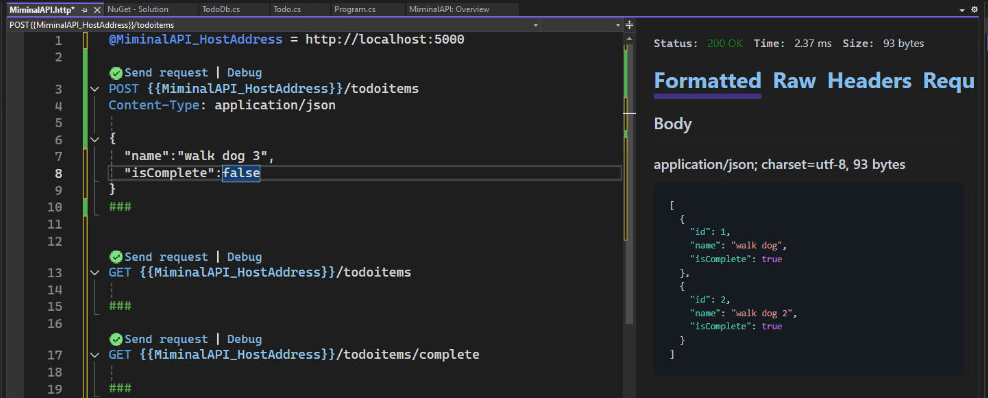 MiminalAPI.http*
NuGet - Solution
TodoDb.cs
Todo.cs
Program.cs
MiminalAPI: Overview
POST {{MiminalAPI_HostAddress}}/todoitems
1 @MiminalAPI_HostAddress = http://localhost:5000
2
Send request | Debug
3 POST {{MiminalAPI_HostAddress}}/todoitems
4 Content-Type: application/json
5
6 {
7 "name":"walk dog 3",
8 "isComplete":false
9 }
10 ###
11
12
Send request | Debug
13 GET {{MiminalAPI_HostAddress}}/todoitems
14
15 ###
16
Send request | Debug
17 GET {{MiminalAPI_HostAddress}}/todoitems/complete
18
19 ###
Status: 200 OK Time: 2.37 ms Size: 93 bytes
Formatted Raw Headers Requ
Body
application/json; charset=utf-8, 93 bytes
[
{
"id": 1,
"name": "walk dog",
"isComplete": true
},
{
"id": 2,
"name": "walk dog 2",
"isComplete": true
}
]